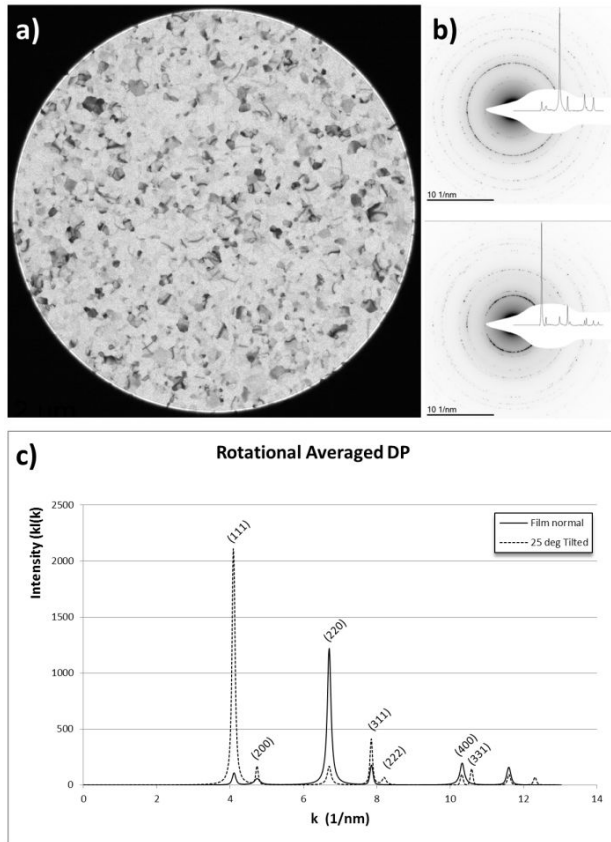 a)
b)
10 1/nm
10 1/nm
c)
Rotational Averaged DP
Intensity (kI(k)
2500
2000
1500
1000
500
0
(111)
(200)
(220)
(311)
(222)
(400)
(331)
Film normal
25 deg Tilted
0
2
4
6
8
10
12
14
k (1/nm)